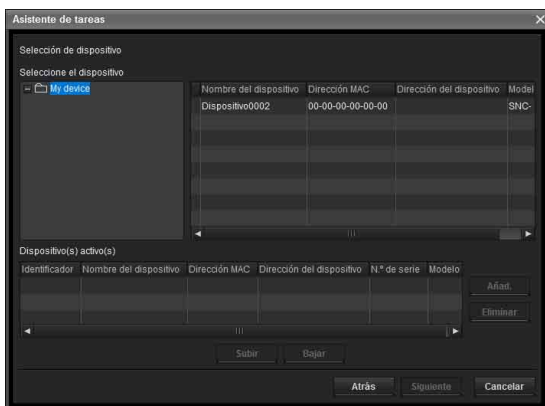 Asistente de tareas
Selección de dispositivo
Seleccione el dispositivo
My device
Nombre del dispositivo Dirección MAC Dirección del dispositivo Model
Dispositivo0002 00-00-00-00-00-00 SNC-
Dispositivo(s) activo(s)
Identificador Nombre del dispositivo Dirección MAC Dirección del dispositivo N.º de serie Modelo
Añad.
Eliminar
Subir Bajar
Atrás Siguiente Cancelar